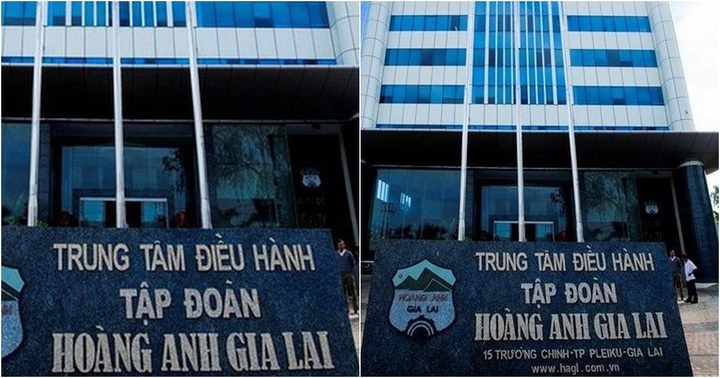 TRUNG TÂM ĐIỀU HÀNH
TẬP ĐOÀN
HOÀNG ANH GIA LAI
TRUNG TÂM ĐIỀU HÀNH
TẬP ĐOÀN
HOÀNG ANH GIA LAI
15 TRƯỜNG CHINH-TP PLEIKU-GIA LAI
www.hagl.com.vn
HOÀNG ANH
GIA LAI